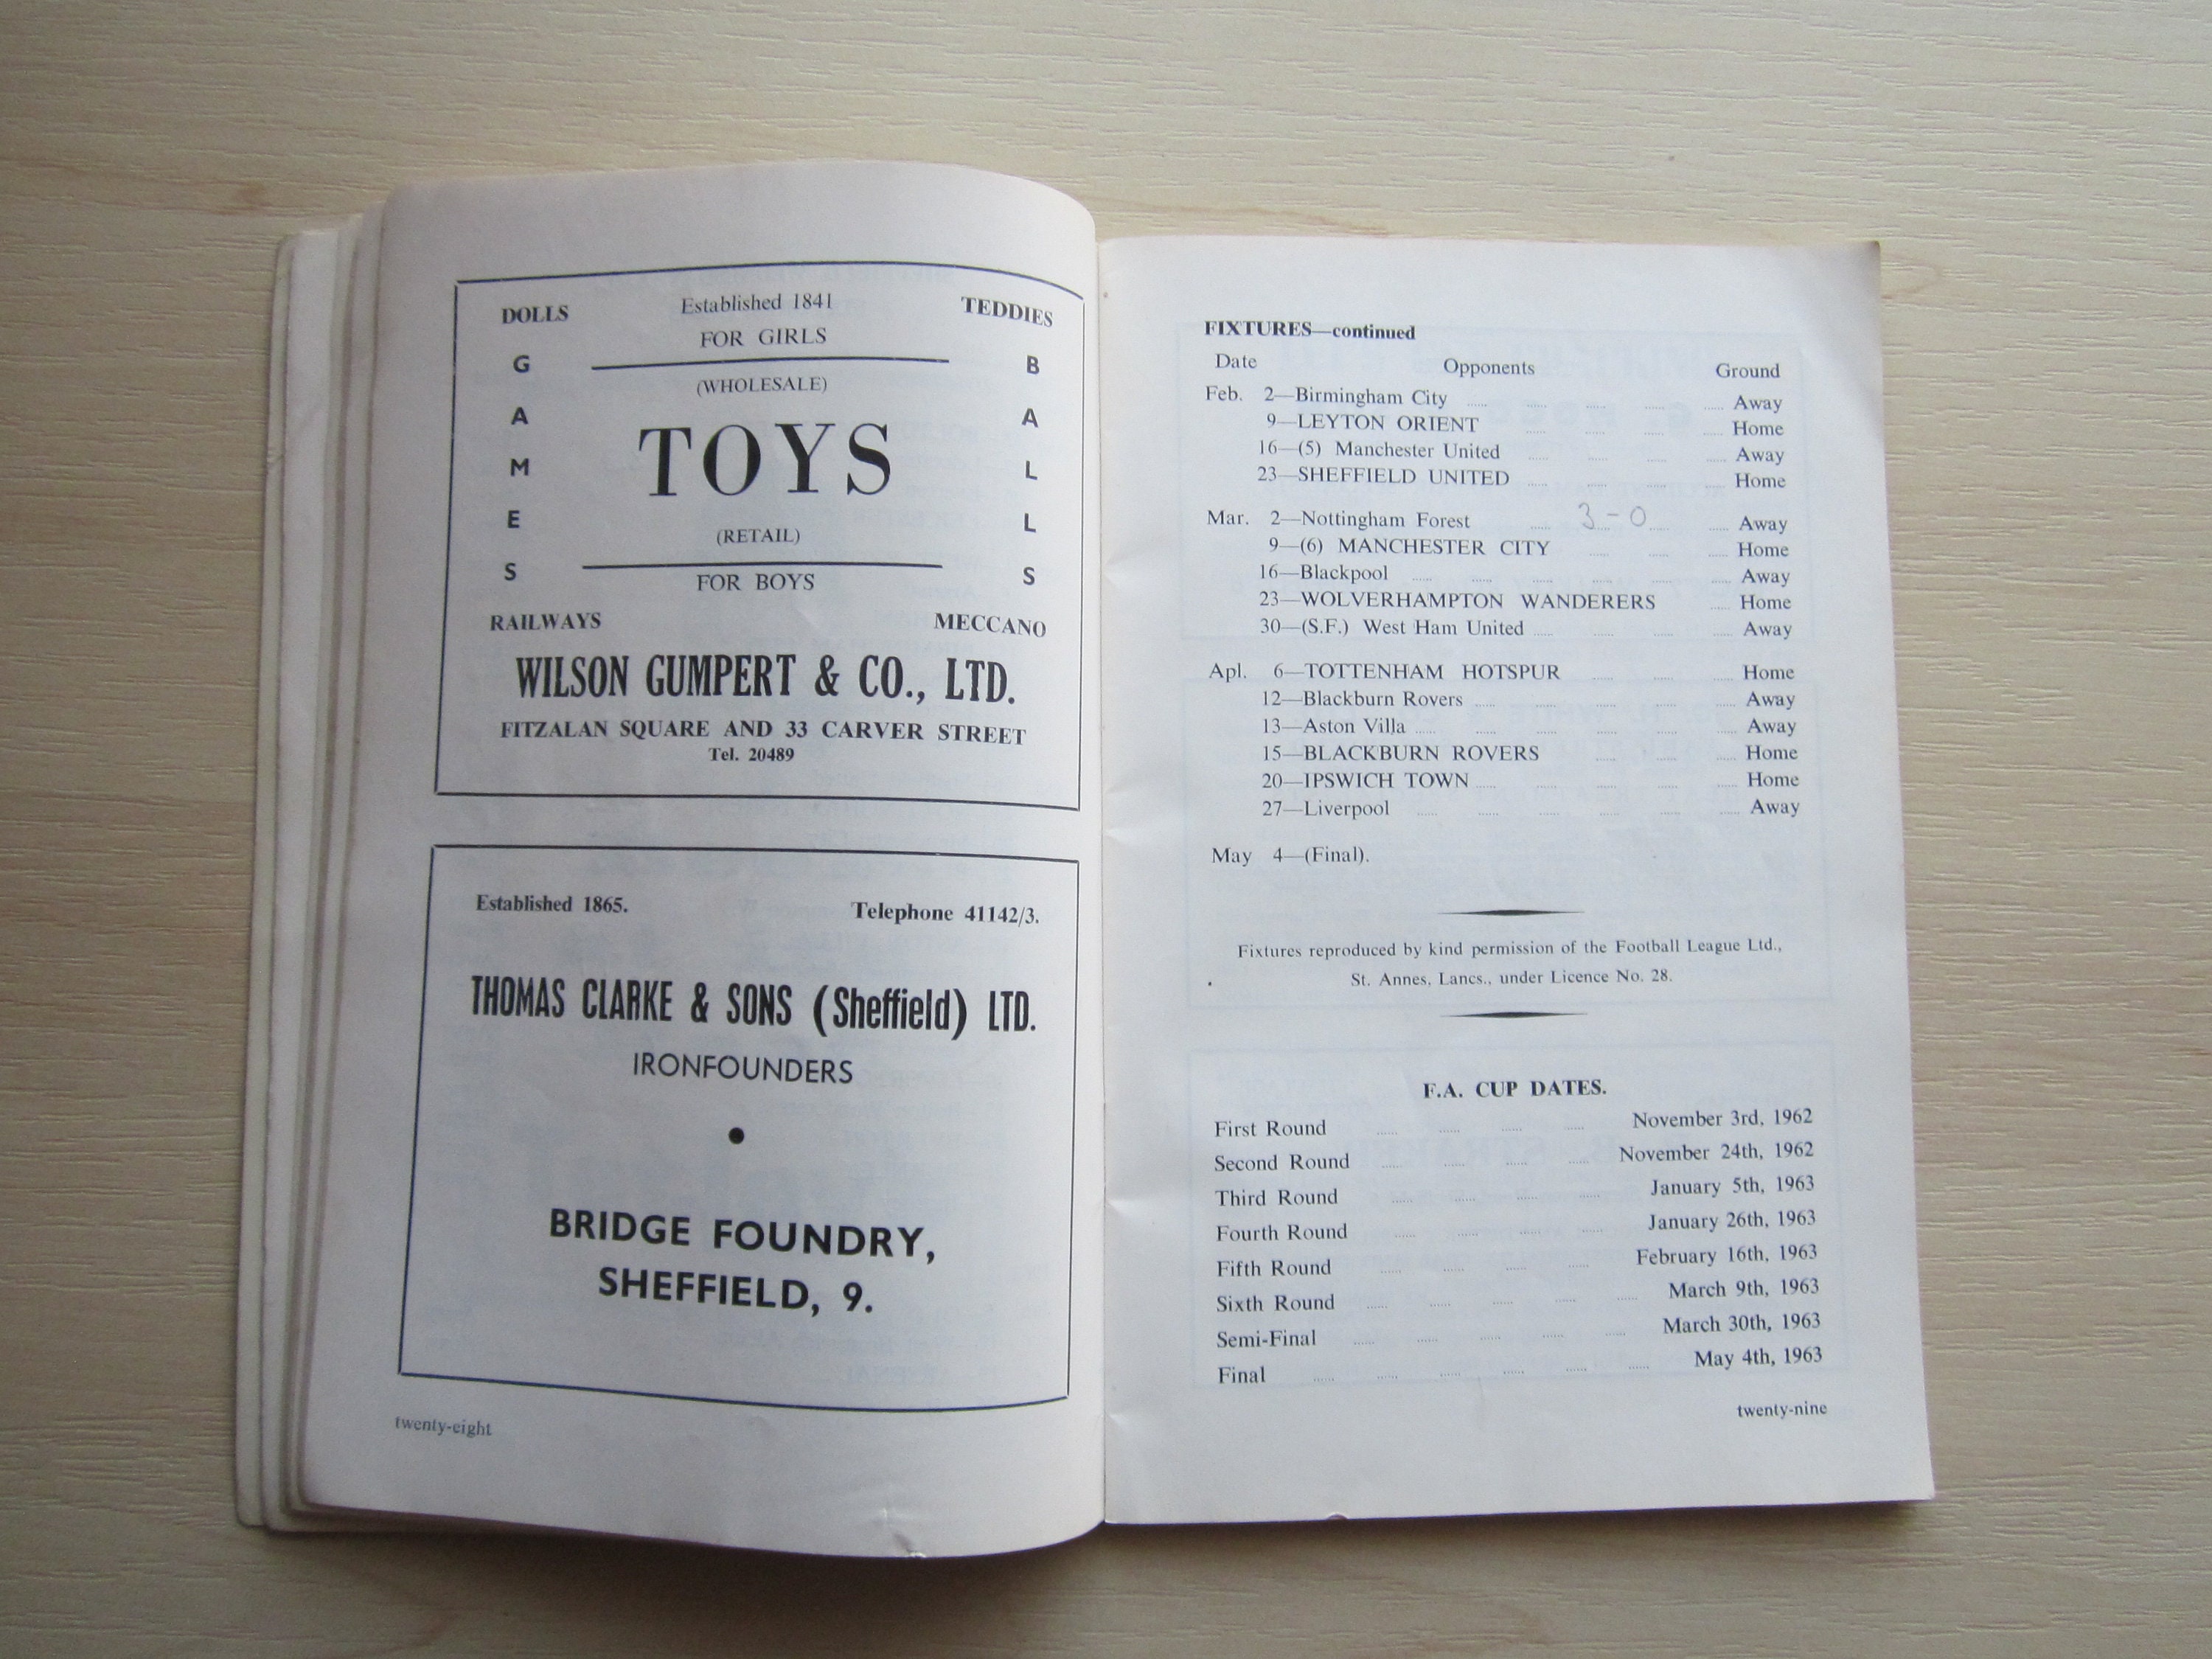 DOLLS Established 1841 TEDDIES
FOR GIRLS
GAMES
BALLS
(WHOLESALE)
TOYS
(RETAIL)
FOR BOYS
RAILWAYS MECCANO
WILSON GUMPERT & CO., LTD.
FITZALAN SQUARE AND 33 CARVER STREET
Tel. 20489
Established 1865. Telephone 41142/3.
THOMAS CLARKE & SONS (Sheffield) LTD.
IRONFOUNDERS
BRIDGE FOUNDRY,
SHEFFIELD, 9.
twenty-eight
FIXTURES—continued
Date Opponents Ground
Feb. 2—Birmingham City ..... Away
9—LEYTON ORIENT ..... Home
16—(5) Manchester United ..... Away
23—SHEFFIELD UNITED ..... Home
Mar. 2—Nottingham Forest ..... 3-0 ..... Away
9—(6) MANCHESTER CITY ..... Home
16—Blackpool ..... Away
23—WOLVERHAMPTON WANDERERS ..... Home
30—(S.F.) West Ham United ..... Away
Apl. 6—TOTTENHAM HOTSPUR ..... Home
12—Blackburn Rovers ..... Away
13—Aston Villa ..... Away
15—BLACKBURN ROVERS ..... Home
20—IPSWICH TOWN ..... Home
27—Liverpool ..... Away
May 4—(Final).
Fixtures reproduced by kind permission of the Football League Ltd.,
St. Annes, Lancs., under Licence No. 28.
F.A. CUP DATES.
First Round ..... November 3rd, 1962
Second Round ..... November 24th, 1962
Third Round ..... January 5th, 1963
Fourth Round ..... January 26th, 1963
Fifth Round ..... February 16th, 1963
Sixth Round ..... March 9th, 1963
Semi-Final ..... March 30th, 1963
Final ..... May 4th, 1963
twenty-nine